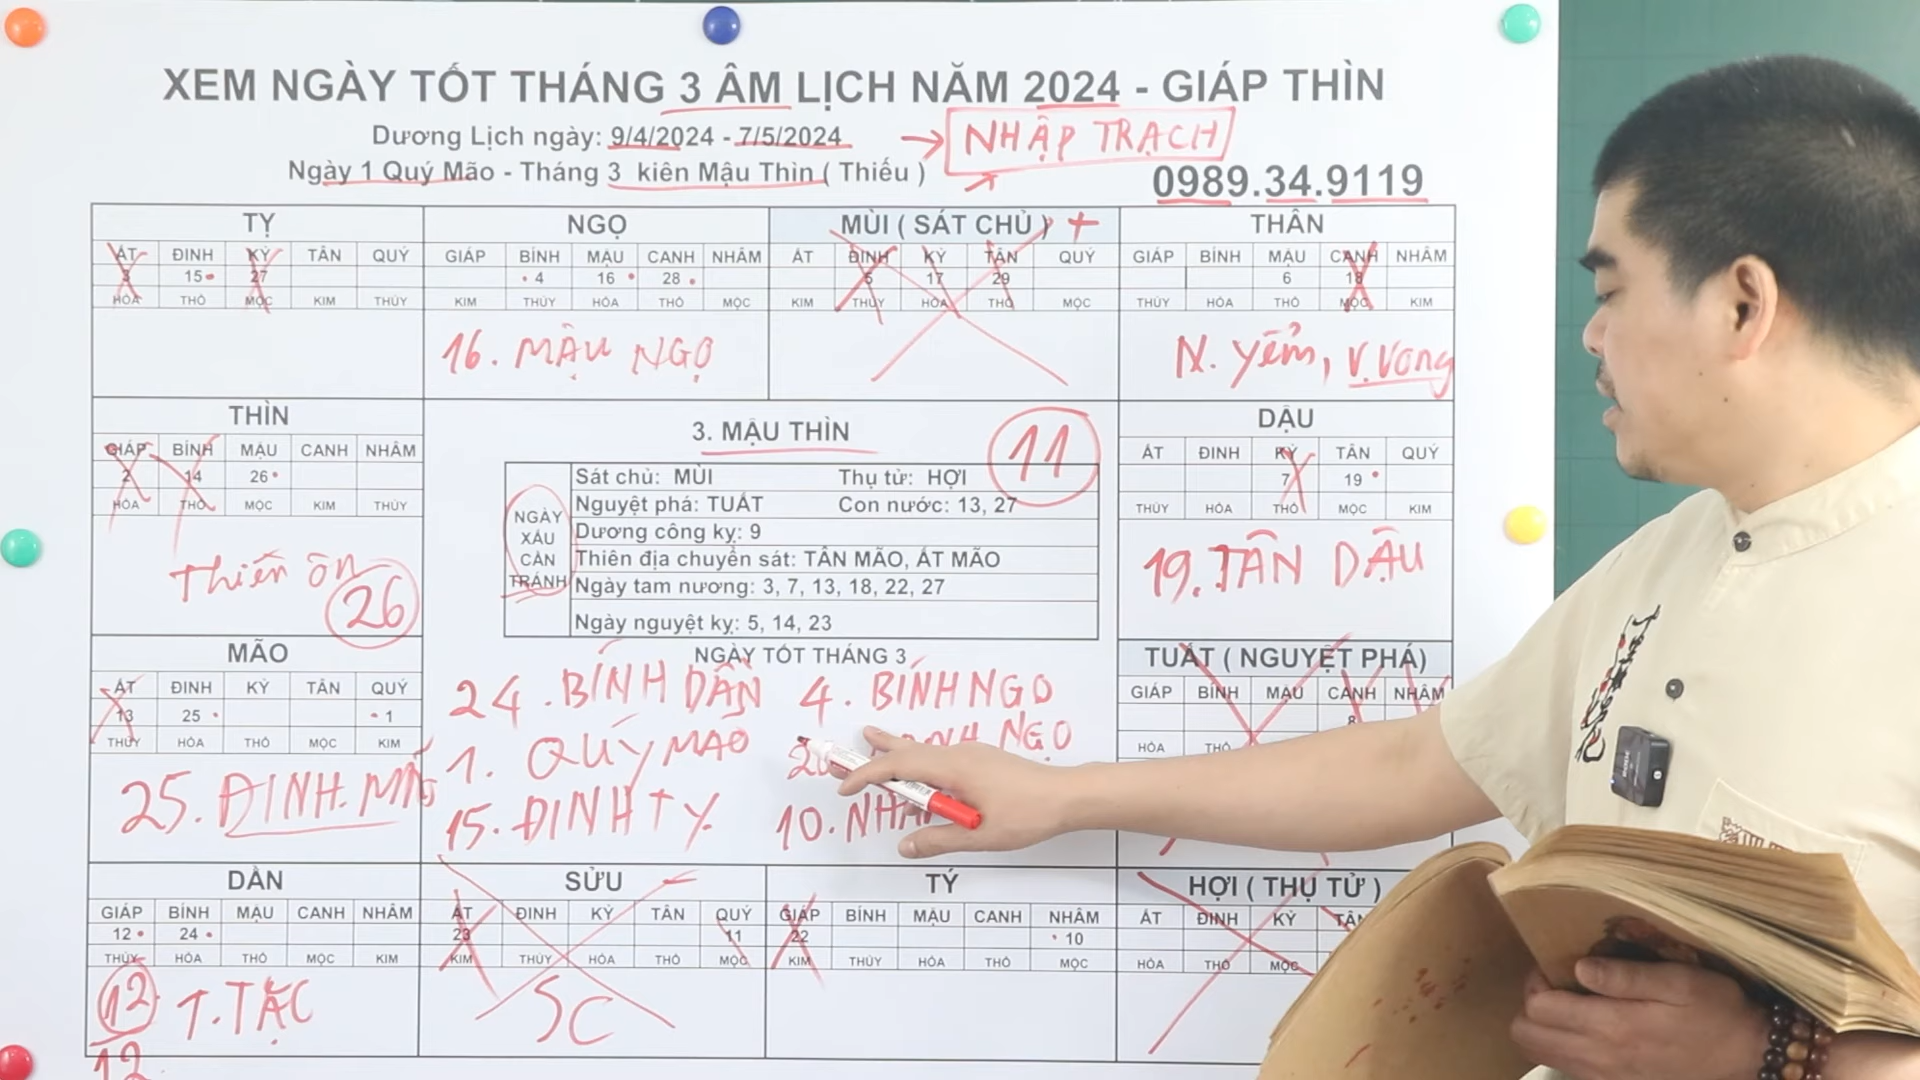 XEM NGÀY TỐT THÁNG 3 ÂM LỊCH NĂM 2024 - GIÁP THÌN
Dương Lịch ngày: 9/4/2024 - 7/5/2024
NHẬP TRẠCH
Ngày 1 Quý Mão - Tháng 3 kiên Mậu Thìn ( Thiếu )
0989.34.9119
TỴ
ẤT ĐINH KỶ TÂN QUÝ
3 15 27
HỎA THỔ MỘC KIM THỦY
NGỌ
GIÁP BÍNH MẬU CANH NHÂM
4 16 28
KIM THỦY HỎA THỔ MỘC
16. MẬU NGỌ
MÙI ( SÁT CHỦ ) +
ẤT ĐINH KỶ TÂN QUÝ
5 17 29
KIM THỦY HỎA THỔ MỘC
THÂN
GIÁP BÍNH MẬU CANH NHÂM
6 18
THỦY HỎA THỔ MỘC KIM
N. yểm, V. Vong
THÌN
GIÁP BÍNH MẬU CANH NHÂM
2 14 26
HỎA THỔ MỘC KIM THỦY
Thiên ôn
26
3. MẬU THÌN
11
NGÀY XẤU CẦN TRÁNH
Sát chủ: MÙI Thụ tử: HỢI
Nguyệt phá: TUẤT Con nước: 13, 27
Dương công kỵ: 9
Thiên địa chuyển sát: TÂN MÃO, ẤT MÃO
Ngày tam nương: 3, 7, 13, 18, 22, 27
Ngày nguyệt kỵ: 5, 14, 23
DẬU
ẤT ĐINH KỶ TÂN QUÝ
7 19
THỦY HỎA THỔ MỘC KIM
19. TÂN DẬU
MÃO
ẤT ĐINH KỶ TÂN QUÝ
13 25 1
THỦY HỎA THỔ MỘC KIM
25. ĐINH. MÃO
NGÀY TỐT THÁNG 3
24. BÍNH DẦN 4. BÍNH NGỌ
1. QUÝ MÃO NGỌ
15. ĐINH TỴ 10.
TUẤT ( NGUYỆT PHÁ)
GIÁP BÍNH MẬU CANH NHÂM
8
HỎA THỔ
DẦN
GIÁP BÍNH MẬU CANH NHÂM
12 24
THỦY HỎA THỔ MỘC KIM
12 T. TẶC
12
SỬU
ẤT ĐINH KỶ TÂN QUÝ
23 11
KIM THỦY HỎA THỔ MỘC
SC
TÝ
GIÁP BÍNH MẬU CANH NHÂM
22 10
KIM THỦY HỎA THỔ MỘC
HỢI ( THỤ TỬ )
ẤT ĐINH KỶ TÂN
HỎA THỔ MỘC